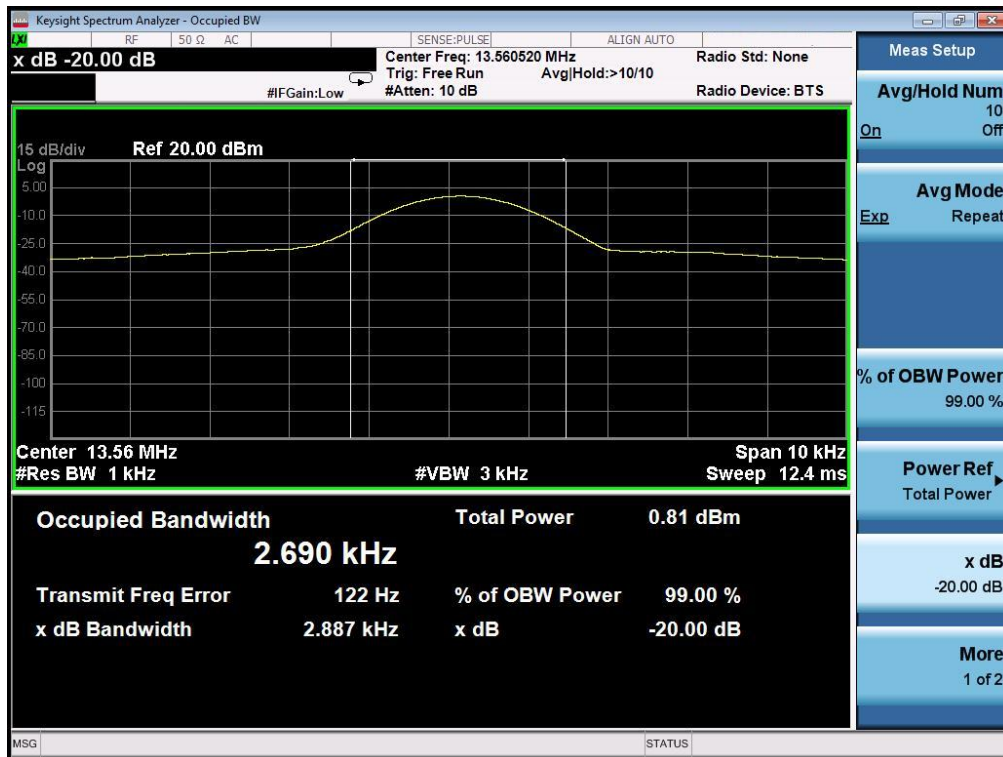 Keysight Spectrum Analyzer - Occupied BW
LXI RF 50 Ω AC SENSE:PULSE ALIGN AUTO
x dB -20.00 dB
Center Freq: 13.560520 MHz Radio Std: None
Trig: Free Run Avg|Hold:>10/10
#IFGain:Low #Atten: 10 dB Radio Device: BTS
15 dB/div Ref 20.00 dBm
Log
5.00
-10.0
-25.0
-40.0
-55.0
-70.0
-85.0
-100
-115
Center 13.56 MHz Span 10 kHz
#Res BW 1 kHz #VBW 3 kHz Sweep 12.4 ms
Occupied Bandwidth Total Power 0.81 dBm
2.690 kHz
Transmit Freq Error 122 Hz % of OBW Power 99.00 %
x dB Bandwidth 2.887 kHz x dB -20.00 dB
MSG STATUS
Meas Setup
Avg/Hold Num
10
On Off
Avg Mode
Exp Repeat
% of OBW Power
99.00 %
Power Ref
Total Power
x dB
-20.00 dB
More
1 of 2